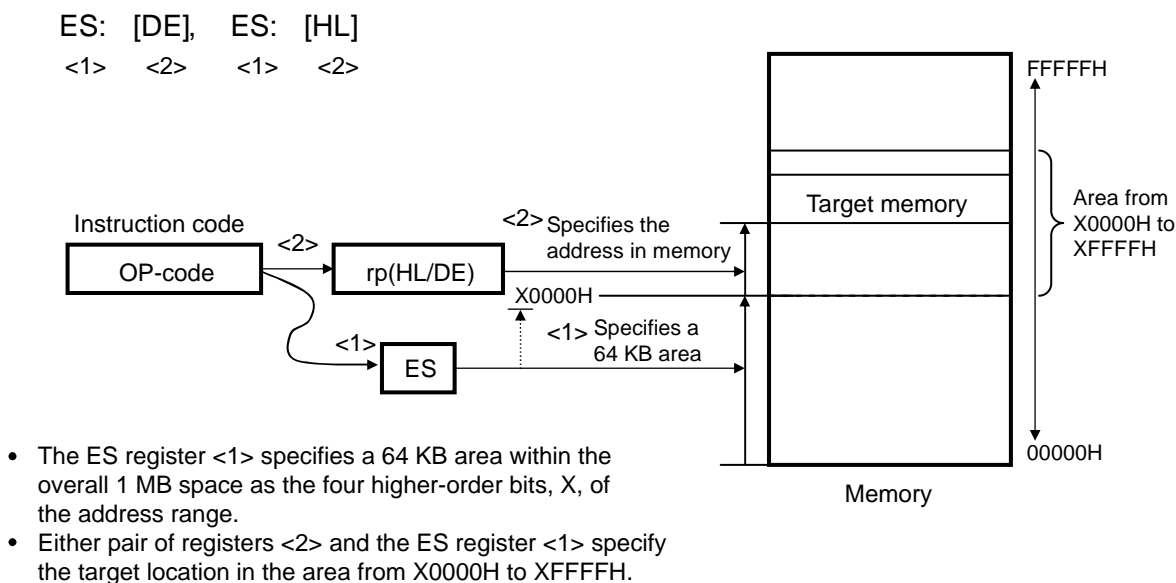 ES: [DE], ES: [HL]
<1> <2> <1> <2>
FFFFFH
Target memory
Area from
X0000H to
XFFFFH
Instruction code
OP-code
<2>
rp(HL/DE)
<2> Specifies the
address in memory
X0000H
<1>
ES
<1> Specifies a
64 KB area
00000H
Memory
• The ES register <1> specifies a 64 KB area within the
overall 1 MB space as the four higher-order bits, X, of
the address range.
• Either pair of registers <2> and the ES register <1> specify
the target location in the area from X0000H to XFFFFH.